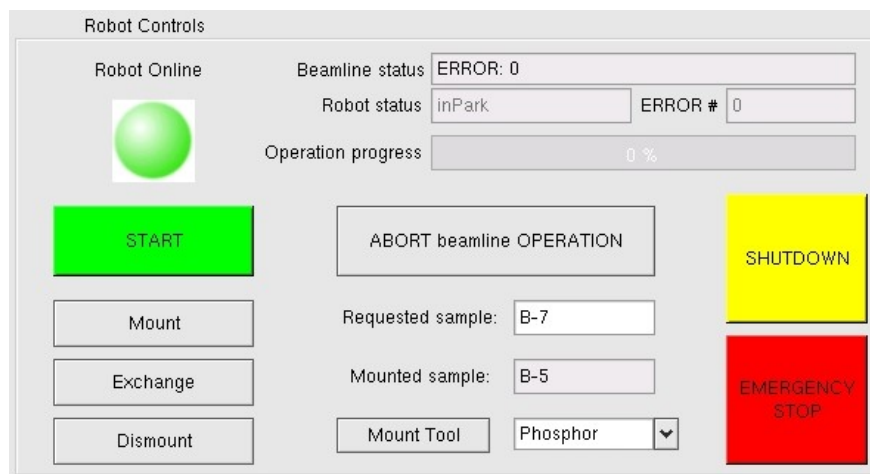 Robot Controls
Robot Online
Beamline status ERROR: 0
Robot status inPark ERROR # 0
Operation progress 0 %
START
ABORT beamline OPERATION
SHUTDOWN
Mount
Requested sample: B-7
Exchange
Mounted sample: B-5
EMERGENCY
STOP
Dismount
Mount Tool
Phosphor